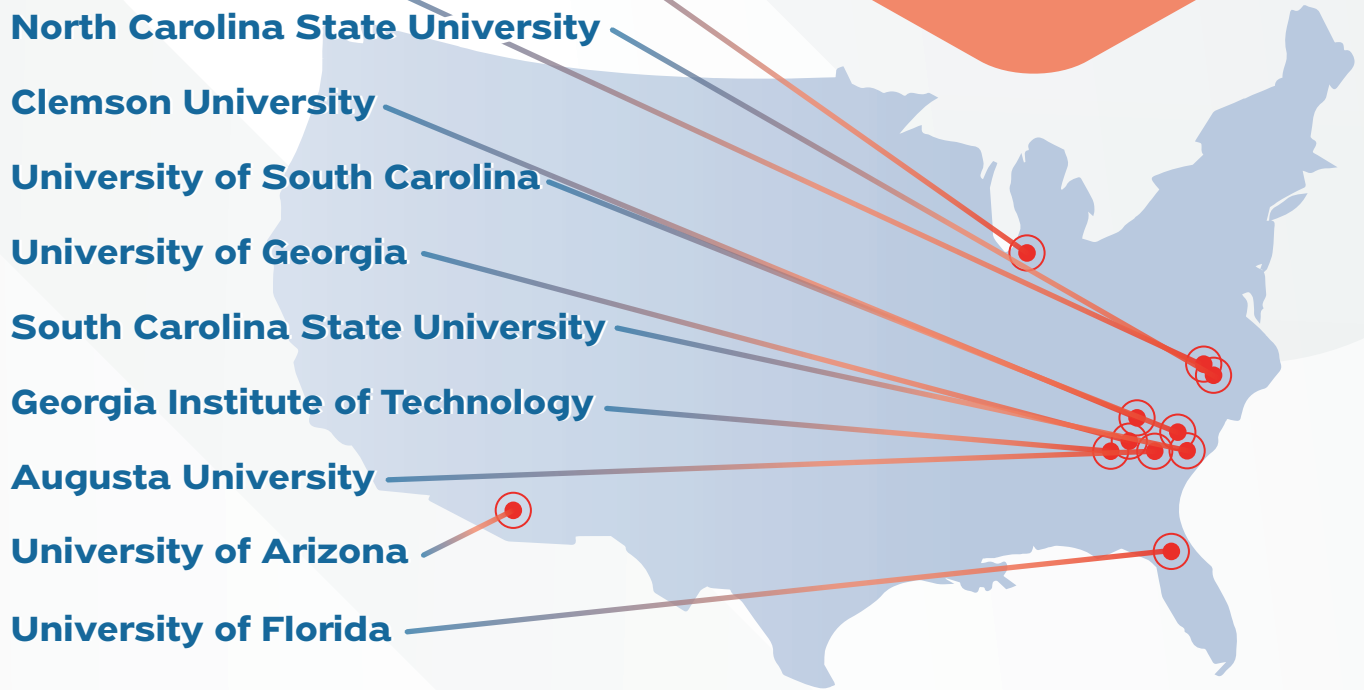 North Carolina State University
Clemson University
University of South Carolina
University of Georgia
South Carolina State University
Georgia Institute of Technology
Augusta University
University of Arizona
University of Florida